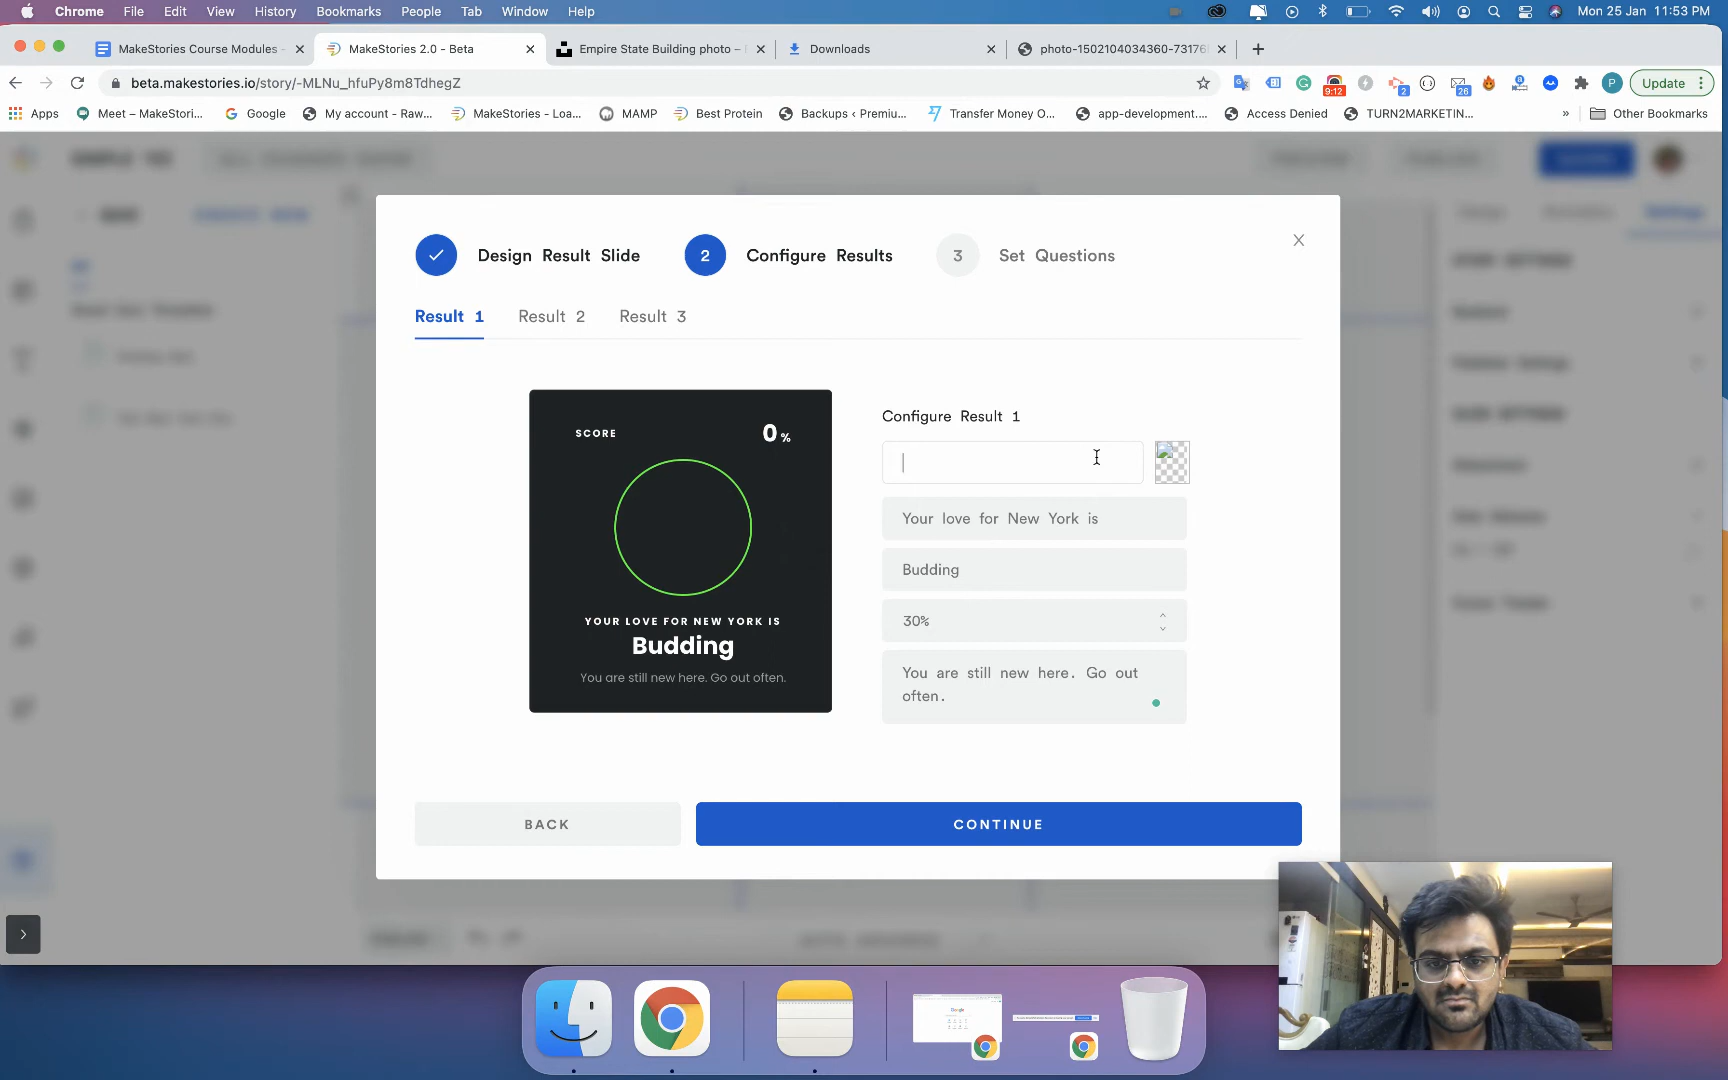 Chrome File Edit View History Bookmarks People Tab Window Help
Mon 25 Jan 11:53 PM
MakeStories Course Modules -
MakeStories 2.0 - Beta
Empire State Building photo –
Downloads
photo-1502104034360-73176
beta.makestories.io/story/-MLNu_hfuPy8m8TdhegZ
9:12
2
26
P
Update
Apps
Meet – MakeStori...
Google
My account - Raw...
MakeStories - Loa...
MAMP
Best Protein
Backups ‹ Premiu...
Transfer Money O...
app-development....
Access Denied
TURN2MARKETIN...
»
Other Bookmarks
Design Result Slide
2 Configure Results
3 Set Questions
Result 1 Result 2 Result 3
SCORE 0 %
YOUR LOVE FOR NEW YORK IS
Budding
You are still new here. Go out often.
Configure Result 1
Your love for New York is
Budding
30%
You are still new here. Go out
often.
BACK
CONTINUE